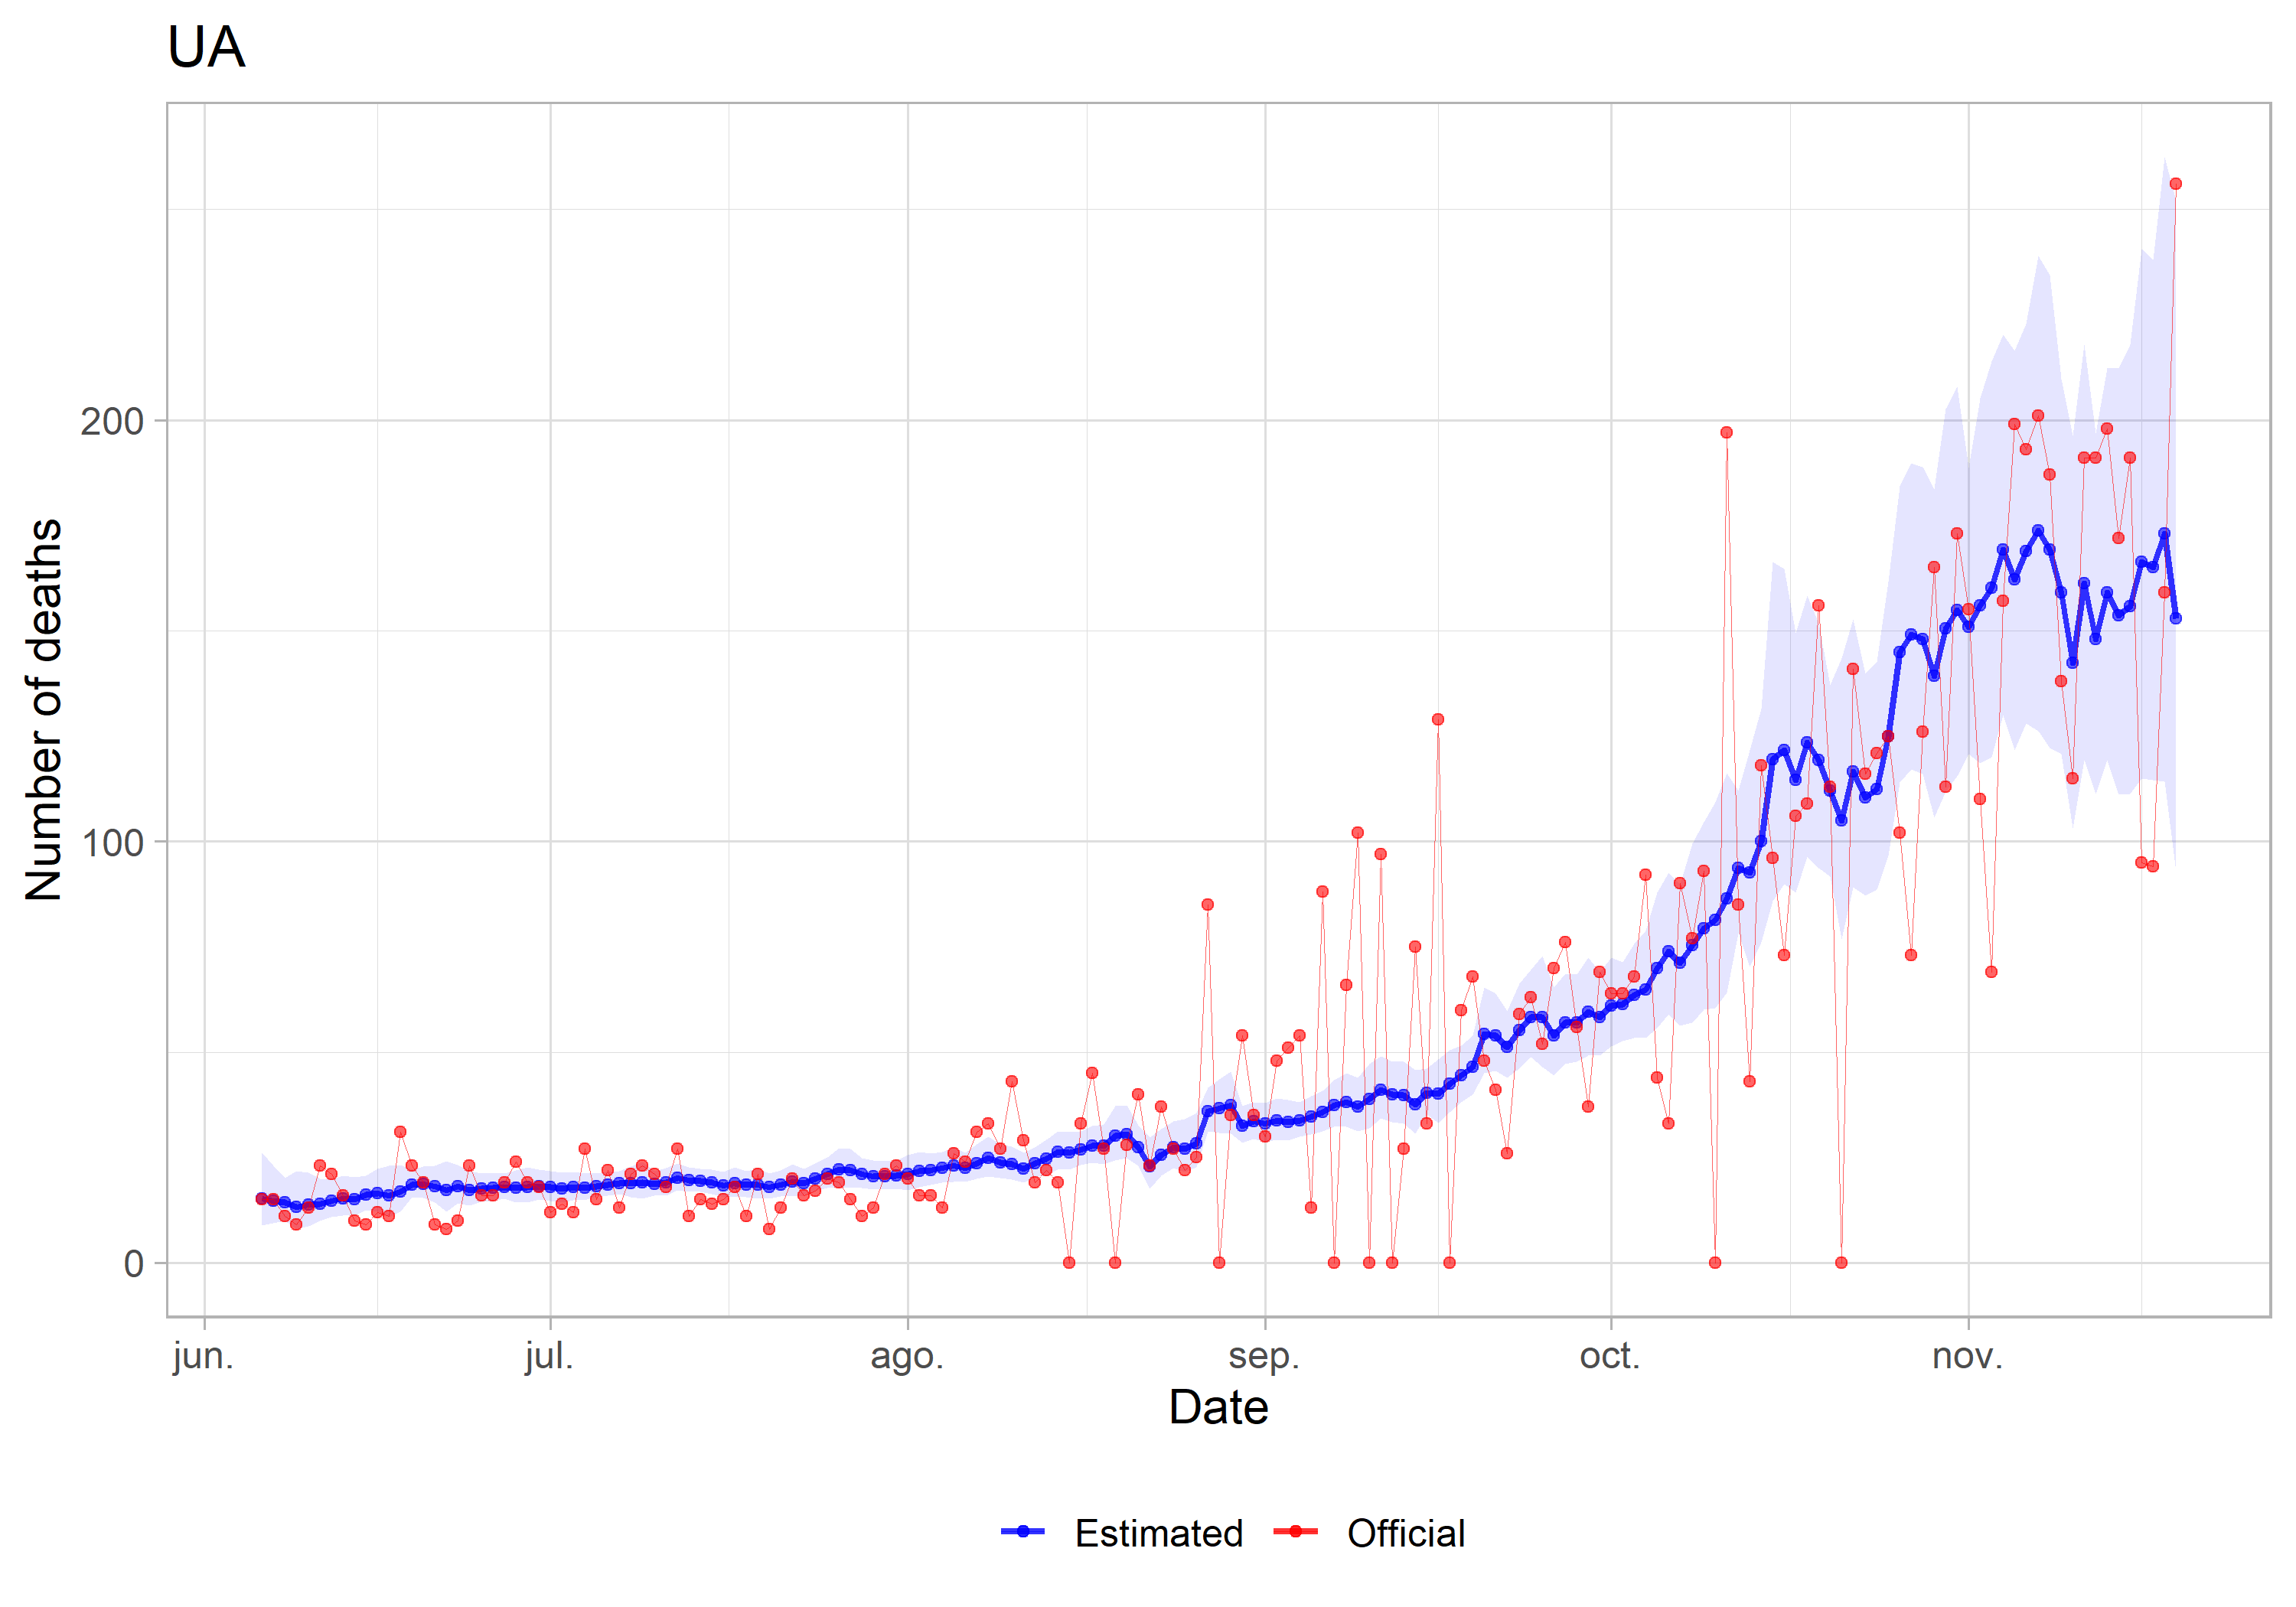 UA
Number of deaths
200
100
0
jun. jul. ago. sep. oct. nov.
Date
Estimated Official